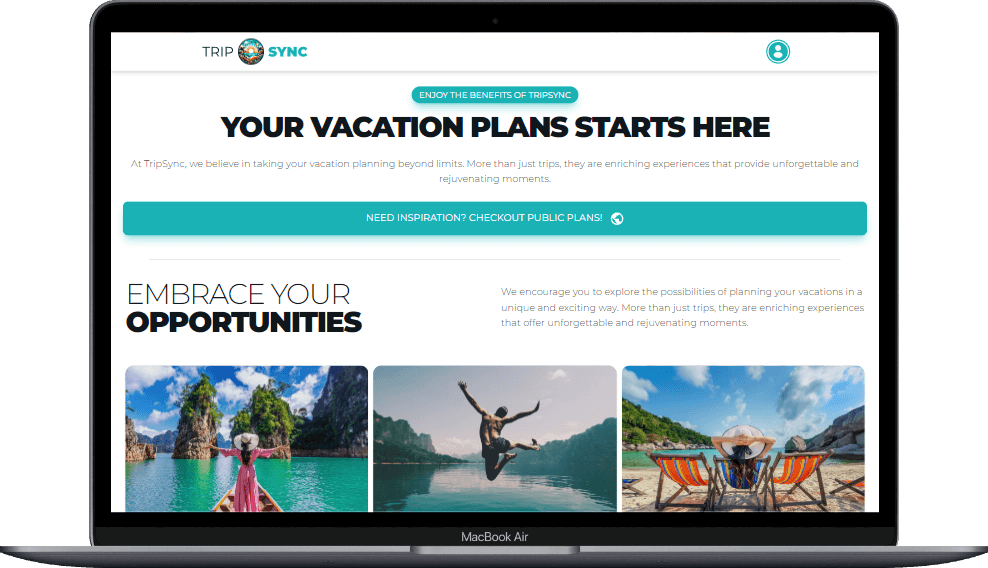 TRIP SYNC
ENJOY THE BENEFITS OF TRIPSYNC
YOUR VACATION PLANS STARTS HERE
At TripSync, we believe in taking your vacation planning beyond limits. More than just trips, they are enriching experiences that provide unforgettable and
rejuvenating moments.
NEED INSPIRATION? CHECKOUT PUBLIC PLANS!
EMBRACE YOUR
OPPORTUNITIES
We encourage you to explore the possibilities of planning your vacations in a
unique and exciting way. More than just trips, they are enriching experiences
that offer unforgettable and rejuvenating moments.
MacBook Air